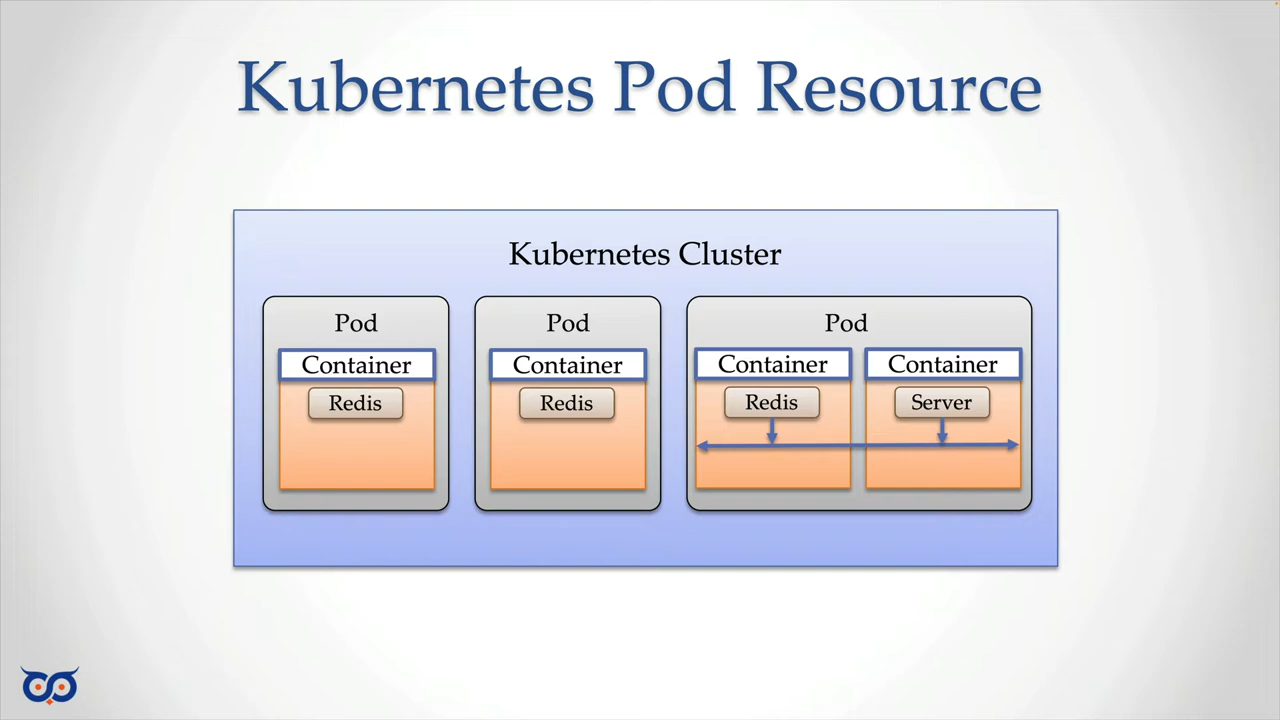 Kubernetes Pod Resource
Kubernetes Cluster
Pod
Container
Redis
Pod
Container
Redis
Pod
Container
Redis
Container
Server